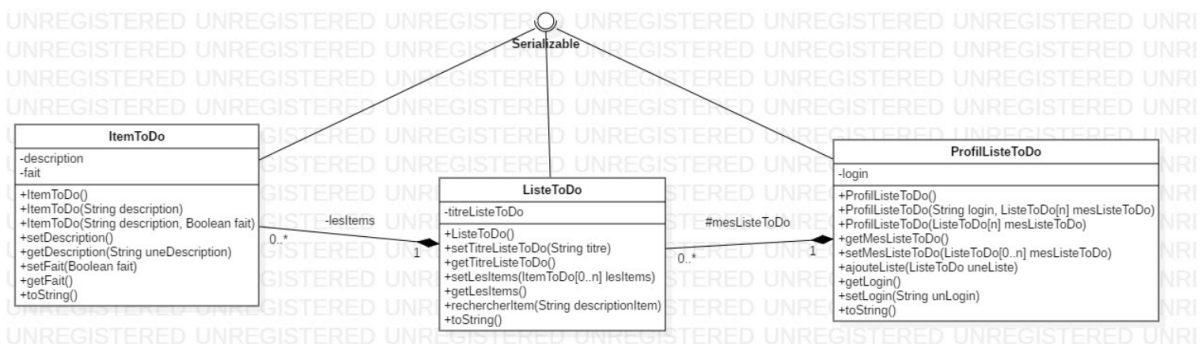 UNREGISTERED UNREGISTERED UNREGISTERED UNREGISTERED UNREGISTERED UNREGISTERED UNRI
Serializable
ItemToDo
-description
-fait
+ItemToDo()
+ItemToDo(String description)
+ItemToDo(String description, Boolean fait)
+setDescription()
+getDescription(String uneDescription)
+setFait(Boolean fait)
+getFait()
+toString()
-lesItems
0..*
1
ListeToDo
-titreListeToDo
+ListeToDo()
+setTitreListeToDo(String titre)
+getTitreListeToDo()
+setLesItems(ItemToDo[0..n] lesItems)
+getLesItems()
+rechercherItem(String descriptionItem)
+toString()
#mesListeToDo
0..*
1
ProfilListeToDo
-login
+ProfilListeToDo()
+ProfilListeToDo(String login, ListeToDo[n] mesListeToDo)
+ProfilListeToDo(ListeToDo[n] mesListeToDo)
+getMesListeToDo()
+setMesListeToDo(ListeToDo[0..n] mesListeToDo)
+ajouteListe(ListeToDo uneListe)
+getLogin()
+setLogin(String unLogin)
+toString()